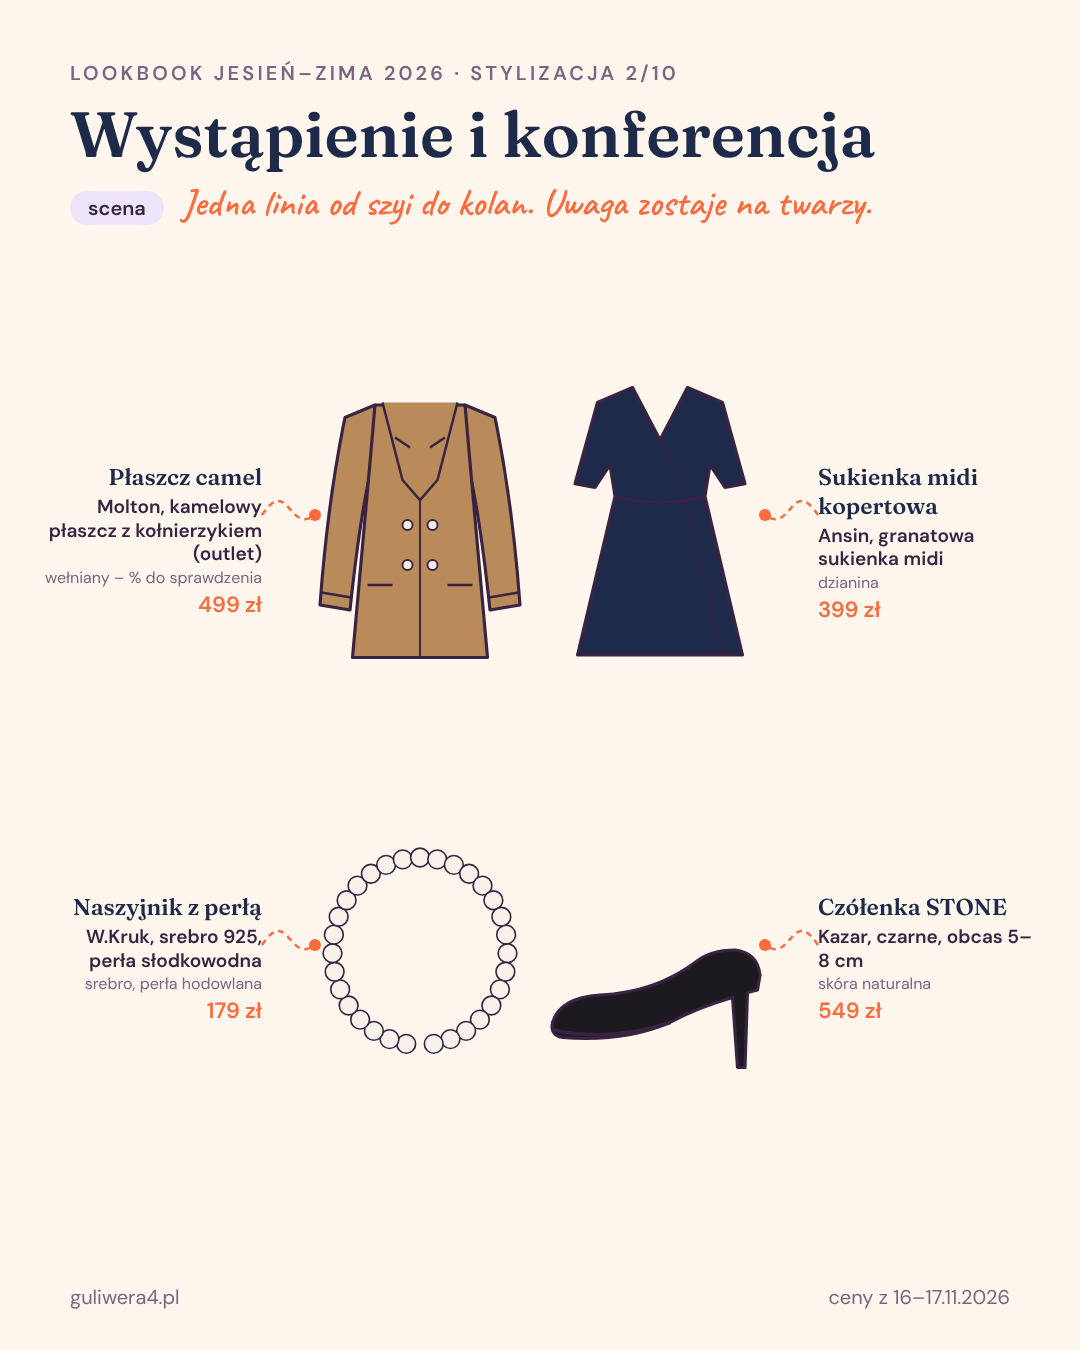 LOOKBOOK JESIEŃ–ZIMA 2026 · STYLIZACJA 2/10
Wystąpienie i konferencja
scena
Jedna linia od szyi do kolan. Uwaga zostaje na twarzy.
Płaszcz camel
Molton, kamelowy
płaszcz z kołnierzykiem
(outlet)
wełniany – % do sprawdzenia
499 zł
Sukienka midi
kopertowa
Ansin, granatowa
sukienka midi
dzianina
399 zł
Naszyjnik z perłą
W.Kruk, srebro 925,
perła słodkowodna
srebro, perła hodowlana
179 zł
Czółenka STONE
Kazar, czarne, obcas 5–
8 cm
skóra naturalna
549 zł
guliwera4.pl
ceny z 16–17.11.2026